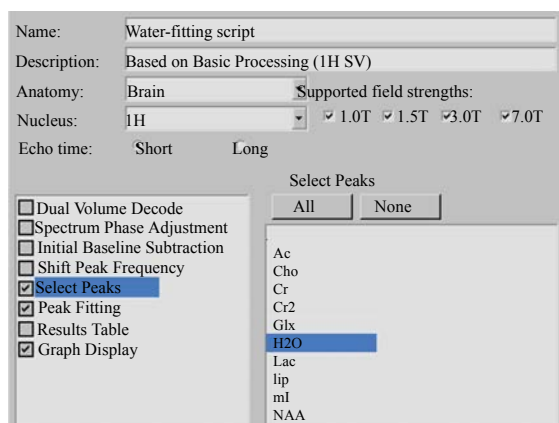 Name: Water-fitting script
Description: Based on Basic Processing (1H SV)
Anatomy: Brain Supported field strengths:
Nucleus: 1H 1.0T 1.5T 3.0T 7.0T
Echo time: Short Long
Select Peaks
All None
Dual Volume Decode
Spectrum Phase Adjustment
Initial Baseline Subtraction
Shift Peak Frequency
Select Peaks
Peak Fitting
Results Table
Graph Display
Ac
Cho
Cr
Cr2
Glx
H2O
Lac
lip
mI
NAA